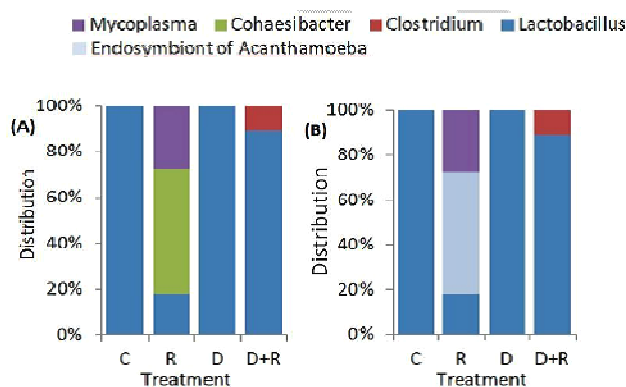 Mycoplasma Cohaesibacter Clostridium Lactobacillus
Endosymbiont of Acanthamoeba
(A)
100%
80%
60%
40%
20%
0%
Distribution
C R D D+R
Treatment
(B)
100%
80%
60%
40%
20%
0%
Distribution
C R D D+R
Treatment